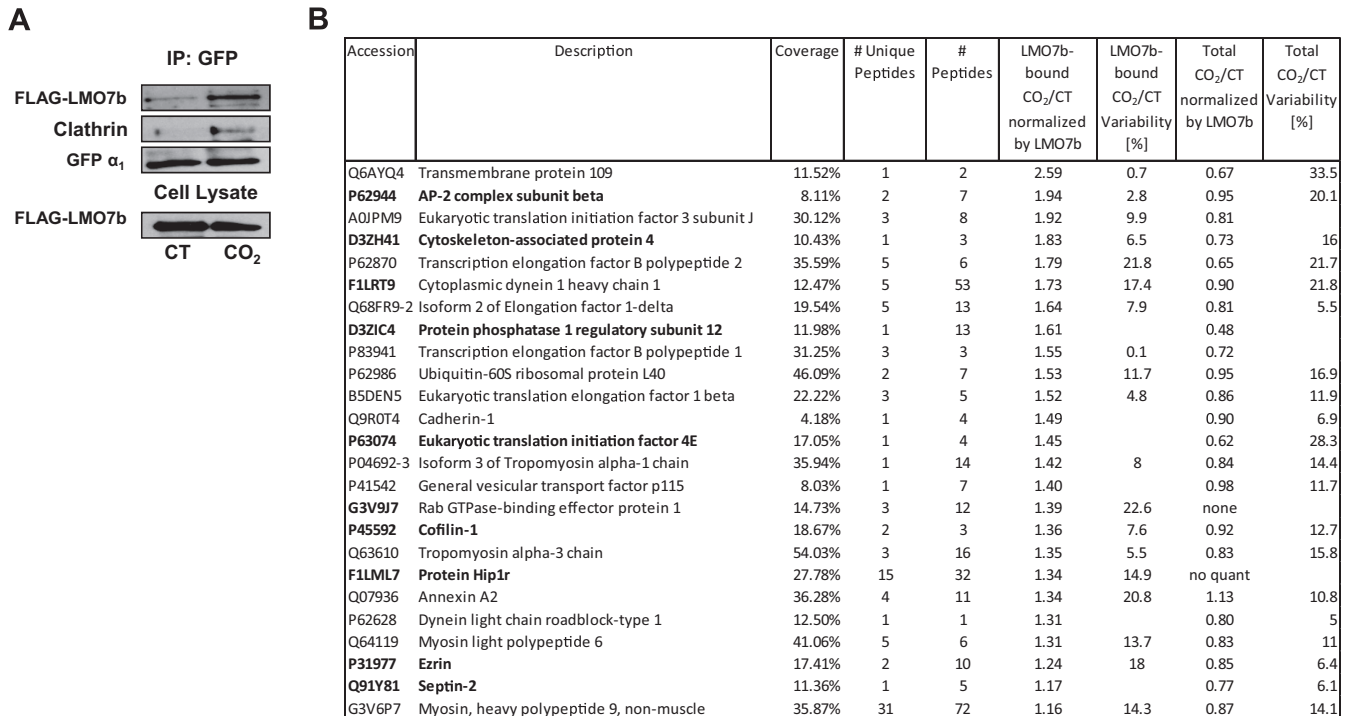 A
IP: GFP
FLAG-LMO7b
Clathrin
GFP α1
Cell Lysate
FLAG-LMO7b
CT CO2
B
Accession Description Coverage # Unique Peptides # Peptides LMO7b-bound CO2/CT normalized by LMO7b LMO7b-bound CO2/CT Variability [%] Total CO2/CT normalized by LMO7b Total CO2/CT Variability [%]
Q6AYQ4 Transmembrane protein 109 11.52% 1 2 2.59 0.7 0.67 33.5
P62944 AP-2 complex subunit beta 8.11% 2 7 1.94 2.8 0.95 20.1
A0JPM9 Eukaryotic translation initiation factor 3 subunit J 30.12% 3 8 1.92 9.9 0.81
D3ZH41 Cytoskeleton-associated protein 4 10.43% 1 3 1.83 6.5 0.73 16
P62870 Transcription elongation factor B polypeptide 2 35.59% 5 6 1.79 21.8 0.65 21.7
F1LRT9 Cytoplasmic dynein 1 heavy chain 1 12.47% 5 53 1.73 17.4 0.90 21.8
Q68FR9-2 Isoform 2 of Elongation factor 1-delta 19.54% 5 13 1.64 7.9 0.81 5.5
D3ZIC4 Protein phosphatase 1 regulatory subunit 12 11.98% 1 13 1.61 0.48
P83941 Transcription elongation factor B polypeptide 1 31.25% 3 3 1.55 0.1 0.72
P62986 Ubiquitin-60S ribosomal protein L40 46.09% 2 7 1.53 11.7 0.95 16.9
B5DEN5 Eukaryotic translation elongation factor 1 beta 22.22% 3 5 1.52 4.8 0.86 11.9
Q9R0T4 Cadherin-1 4.18% 1 4 1.49 0.90 6.9
P63074 Eukaryotic translation initiation factor 4E 17.05% 1 4 1.45 0.62 28.3
P04692-3 Isoform 3 of Tropomyosin alpha-1 chain 35.94% 1 14 1.42 8 0.84 14.4
P41542 General vesicular transport factor p115 8.03% 1 7 1.40 0.98 11.7
G3V9J7 Rab GTPase-binding effector protein 1 14.73% 3 12 1.39 22.6 none
P45592 Cofilin-1 18.67% 2 3 1.36 7.6 0.92 12.7
Q63610 Tropomyosin alpha-3 chain 54.03% 3 16 1.35 5.5 0.83 15.8
F1LML7 Protein Hip1r 27.78% 15 32 1.34 14.9 no quant
Q07936 Annexin A2 36.28% 4 11 1.34 20.8 1.13 10.8
P62628 Dynein light chain roadblock-type 1 12.50% 1 1 1.31 0.80 5
Q64119 Myosin light polypeptide 6 41.06% 5 6 1.31 13.7 0.83 11
P31977 Ezrin 17.41% 2 10 1.24 18 0.85 6.4
Q91Y81 Septin-2 11.36% 1 5 1.17 0.77 6.1
G3V6P7 Myosin, heavy polypeptide 9, non-muscle 35.87% 31 72 1.16 14.3 0.87 14.1